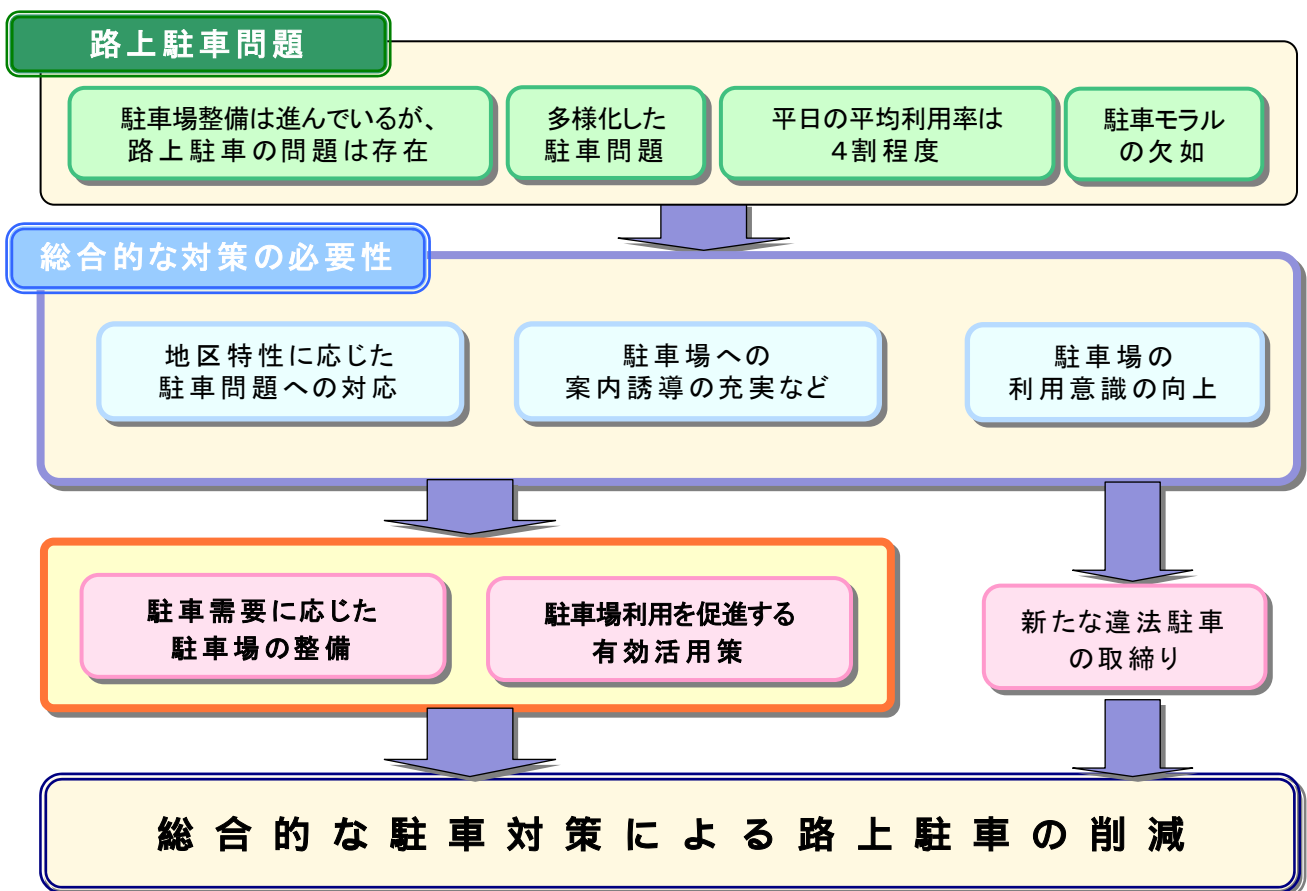 路上駐車問題
駐車場整備は進んでいるが、
路上駐車の問題は存在
多様化した
駐車問題
平日の平均利用率は
4割程度
駐車モラル
の欠如
総合的な対策の必要性
地区特性に応じた
駐車問題への対応
駐車場への
案内誘導の充実など
駐車場の
利用意識の向上
駐車需要に応じた
駐車場の整備
駐車場利用を促進する
有効活用策
新たな違法駐車
の取締り
総合的な駐車対策による路上駐車の削減